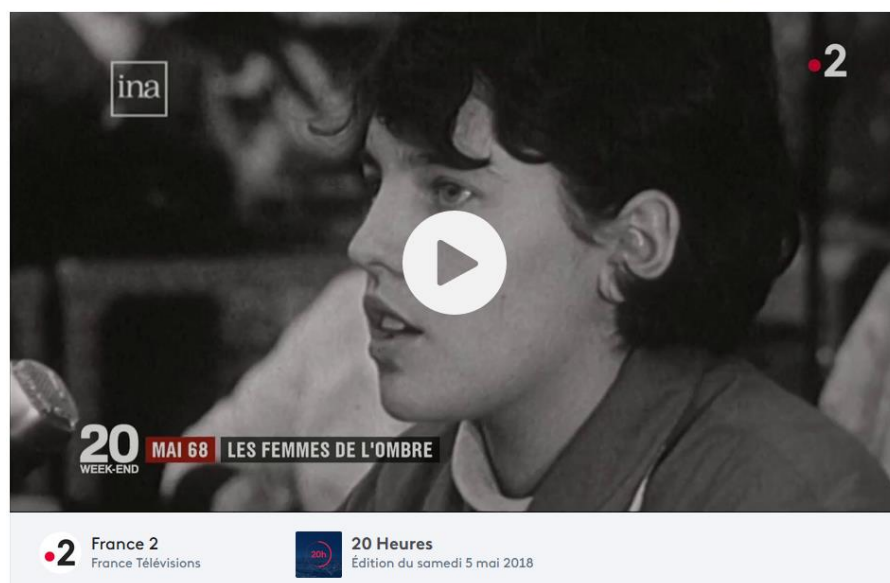 ina
2
20
WEEK-END
MAI 68 LES FEMMES DE L'OMBRE
2
France 2
France Télévisions
20h
20 Heures
Édition du samedi 5 mai 2018